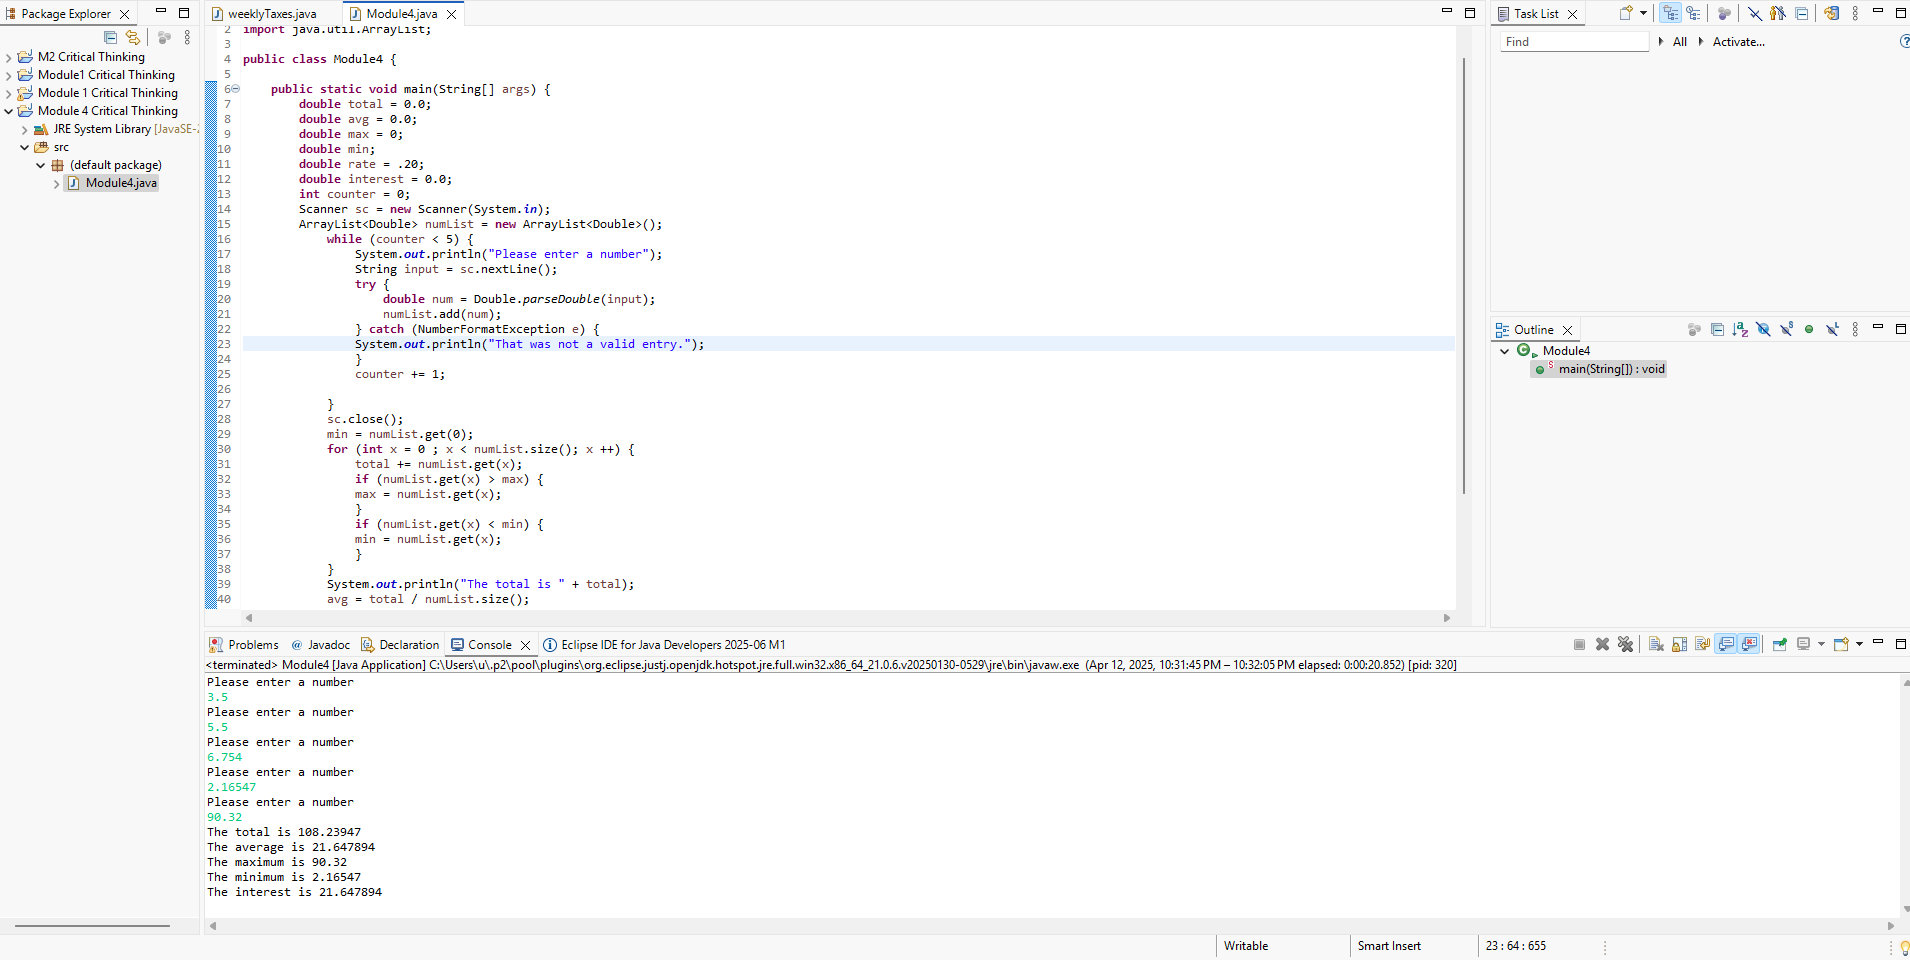 Package Explorer
M2 Critical Thinking
Module1 Critical Thinking
Module 1 Critical Thinking
Module 4 Critical Thinking
JRE System Library [JavaSE-2
src
(default package)
Module4.java
weeklyTaxes.java
Module4.java
2 import java.util.ArrayList;
3
4 public class Module4 {
5
6 public static void main(String[] args) {
7 double total = 0.0;
8 double avg = 0.0;
9 double max = 0;
10 double min;
11 double rate = .20;
12 double interest = 0.0;
13 int counter = 0;
14 Scanner sc = new Scanner(System.in);
15 ArrayList<Double> numList = new ArrayList<Double>();
16 while (counter < 5) {
17 System.out.println("Please enter a number");
18 String input = sc.nextLine();
19 try {
20 double num = Double.parseDouble(input);
21 numList.add(num);
22 } catch (NumberFormatException e) {
23 System.out.println("That was not a valid entry.");
24 }
25 counter += 1;
26
27 }
28 sc.close();
29 min = numList.get(0);
30 for (int x = 0 ; x < numList.size(); x ++) {
31 total += numList.get(x);
32 if (numList.get(x) > max) {
33 max = numList.get(x);
34 }
35 if (numList.get(x) < min) {
36 min = numList.get(x);
37 }
38 }
39 System.out.println("The total is " + total);
40 avg = total / numList.size();
Task List
Find
All
Activate...
Outline
Module4
main(String[]) : void
Problems
@ Javadoc
Declaration
Console
Eclipse IDE for Java Developers 2025-06 M1
<terminated> Module4 [Java Application] C:\Users\u\.p2\pool\plugins\org.eclipse.justj.openjdk.hotspot.jre.full.win32.x86_64_21.0.6.v20250130-0529\jre\bin\javaw.exe (Apr 12, 2025, 10:31:45 PM – 10:32:05 PM elapsed: 0:00:20.852) [pid: 320]
Please enter a number
3.5
Please enter a number
5.5
Please enter a number
6.754
Please enter a number
2.16547
Please enter a number
90.32
The total is 108.23947
The average is 21.647894
The maximum is 90.32
The minimum is 2.16547
The interest is 21.647894
Writable
Smart Insert
23 : 64 : 655